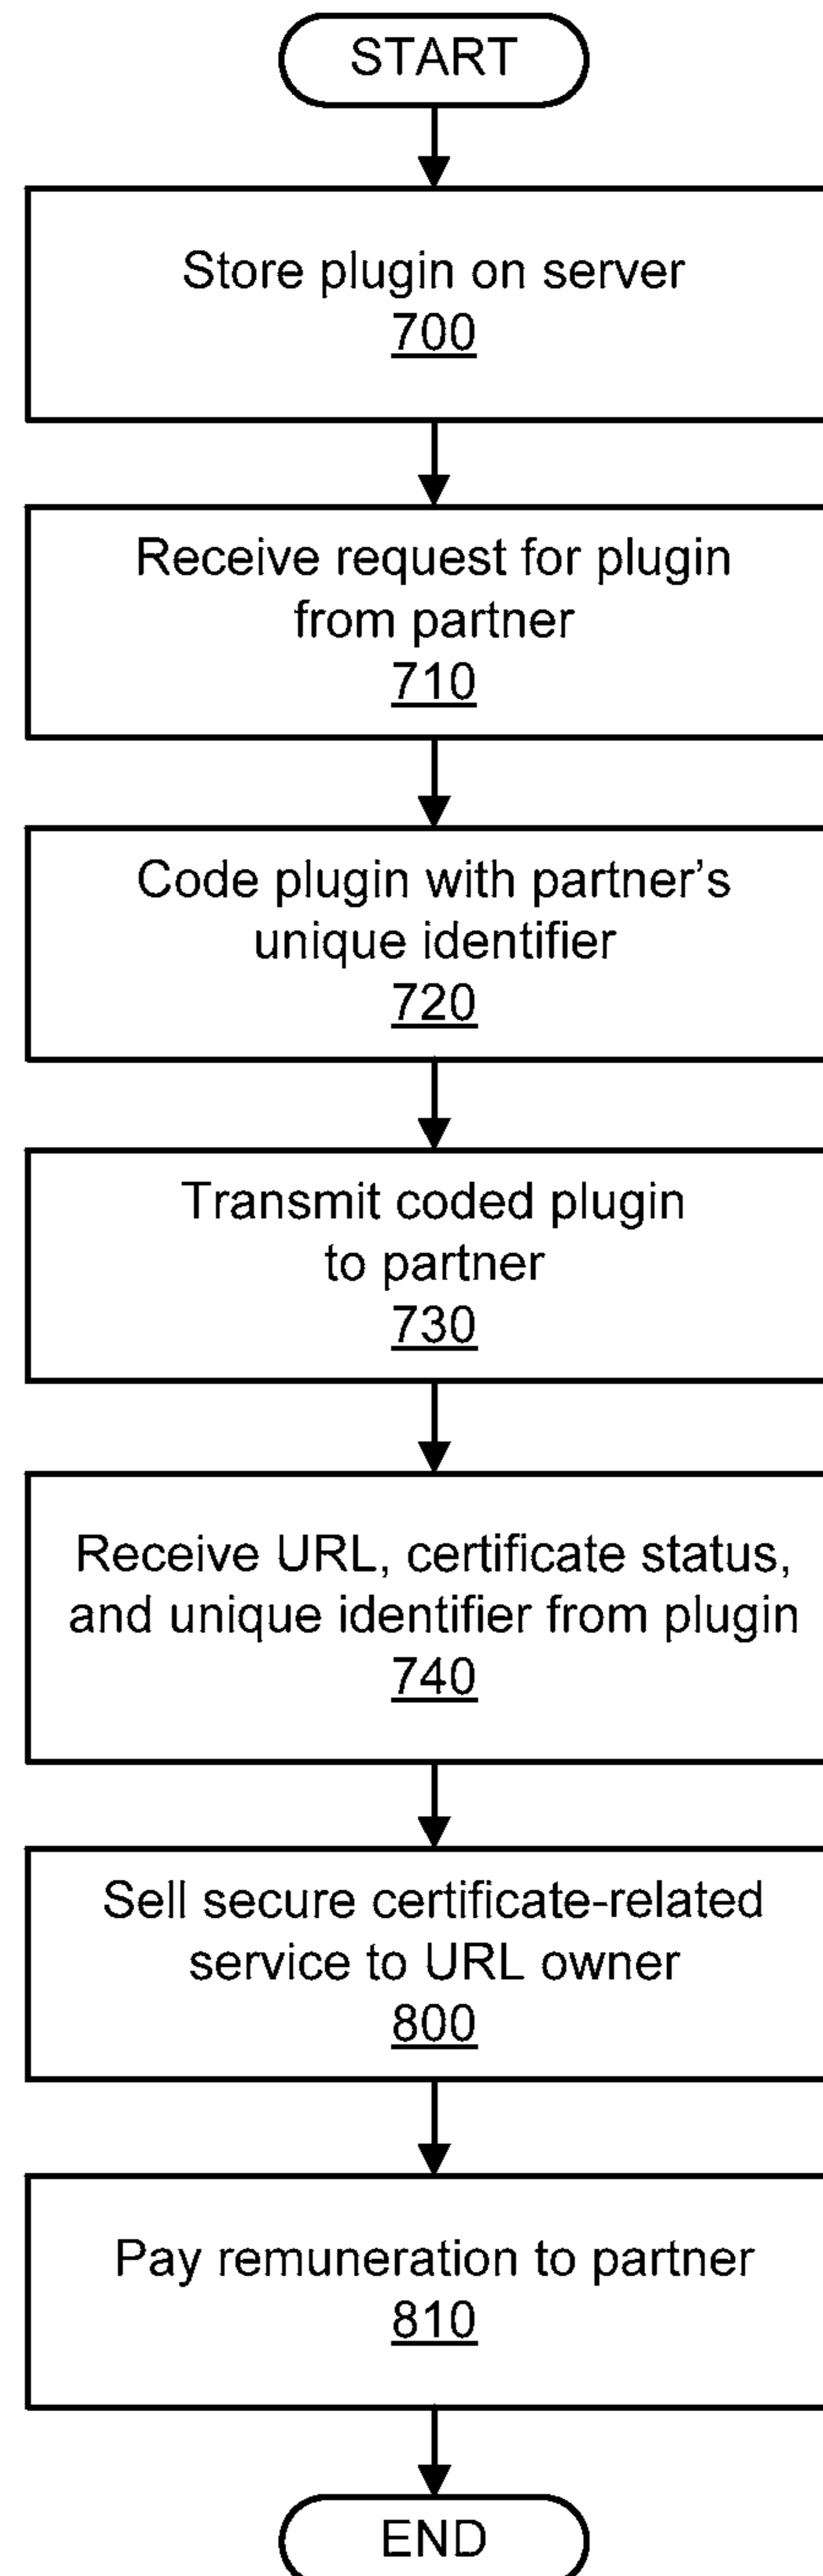 START
Store plugin on server
700
Receive request for plugin
from partner
710
Code plugin with partner's
unique identifier
720
Transmit coded plugin
to partner
730
Receive URL, certificate status,
and unique identifier from plugin
740
Sell secure certificate-related
service to URL owner
800
Pay remuneration to partner
810
END